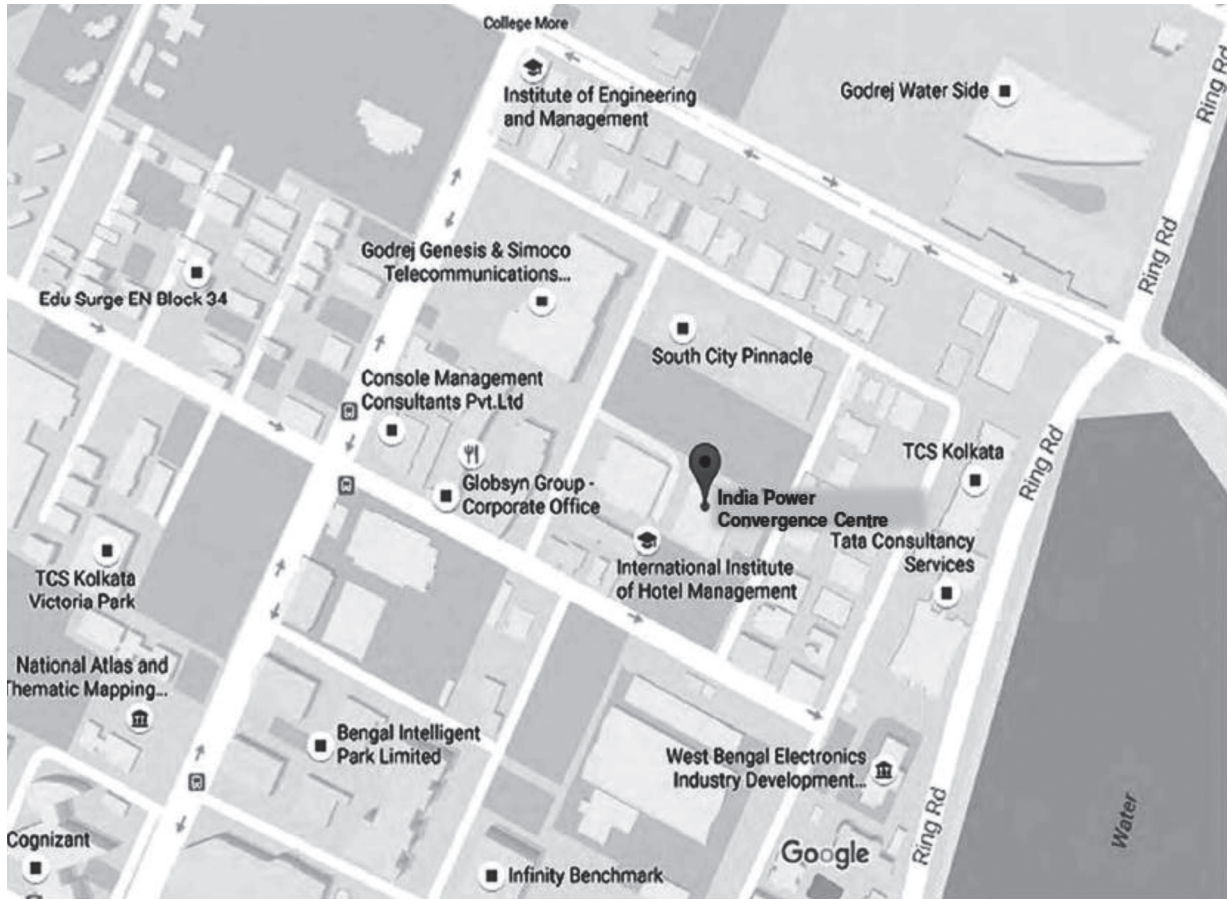 College More
Institute of Engineering
and Management
Godrej Water Side
Ring Rd
Ring Rd
Godrej Genesis & Simoco
Telecommunications...
Edu Surge EN Block 34
South City Pinnacle
Console Management
Consultants Pvt.Ltd
TCS Kolkata
Ring Rd
Globsyn Group -
Corporate Office
India Power
Convergence Centre
Tata Consultancy
Services
International Institute
of Hotel Management
TCS Kolkata
Victoria Park
National Atlas and
Thematic Mapping...
Bengal Intelligent
Park Limited
West Bengal Electronics
Industry Development...
Ring Rd
Water
Cognizant
Google
Infinity Benchmark